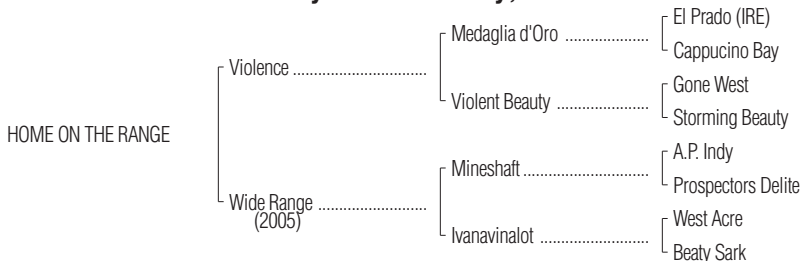 El Prado (IRE)
Medaglia d'Oro
Cappucino Bay
Violence
Gone West
Violent Beauty
Storming Beauty
HOME ON THE RANGE
A.P. Indy
Mineshaft
Prospectors Delite
Wide Range
(2005)
West Acre
Ivanavinalot
Beaty Sark